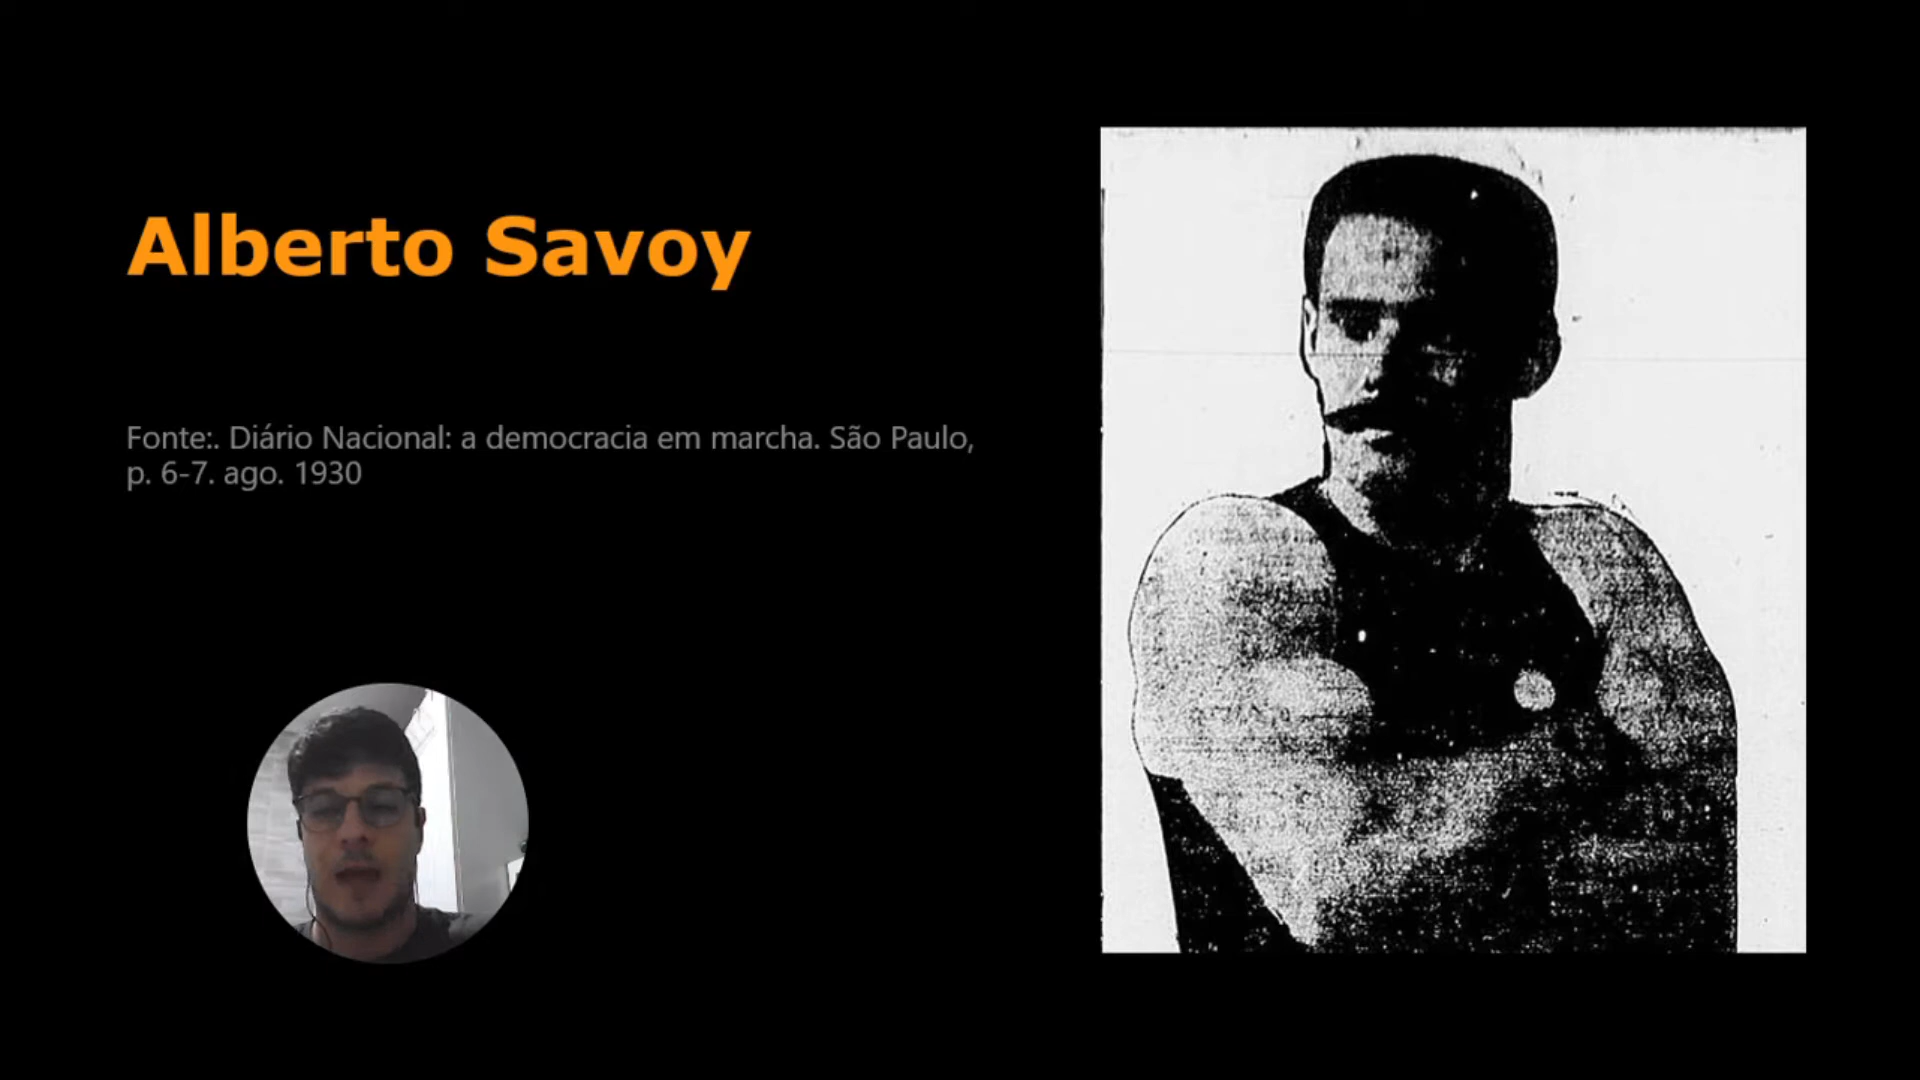 Alberto Savoy
Fonte:. Diário Nacional: a democracia em marcha. São Paulo,
p. 6-7. ago. 1930